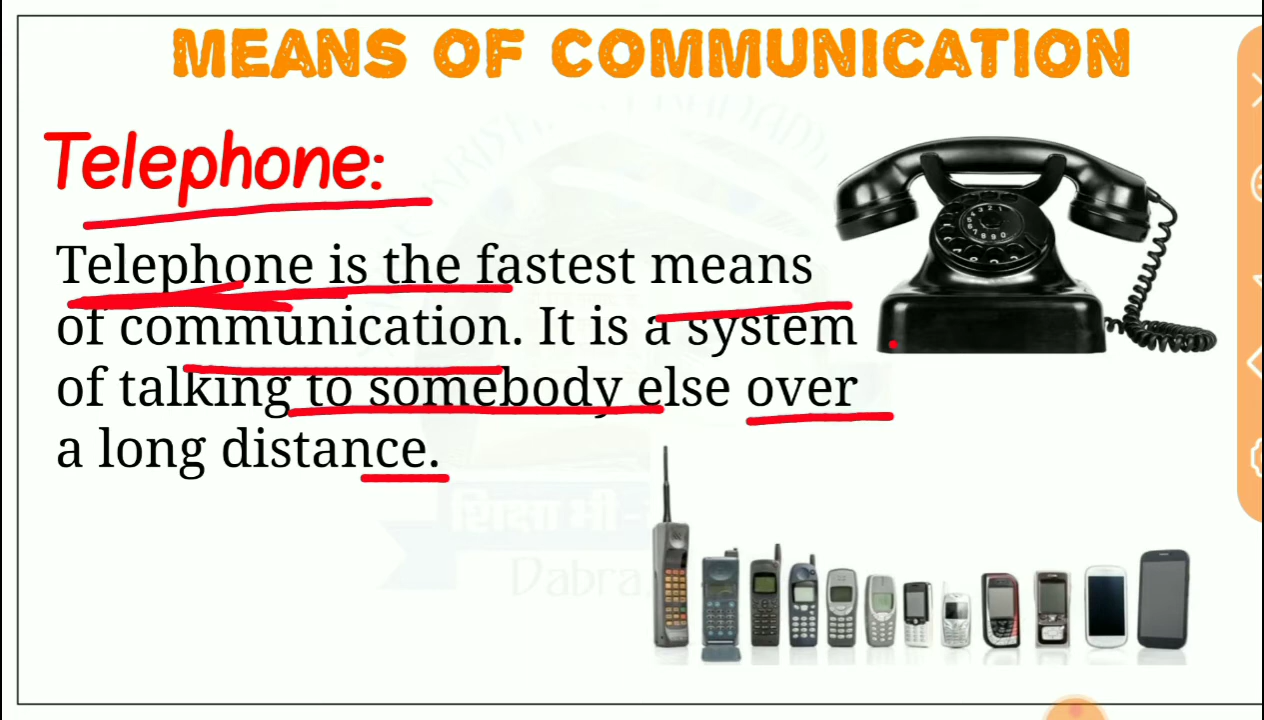 MEANS OF COMMUNICATION
Telephone:
Telephone is the fastest means
of communication. It is a system
of talking to somebody else over
a long distance.
शिक्षा भी
Dabra